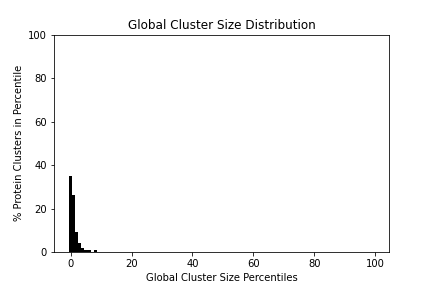 Global Cluster Size Distribution
100
80
60
40
20
0
% Protein Clusters in Percentile
0 20 40 60 80 100
Global Cluster Size Percentiles